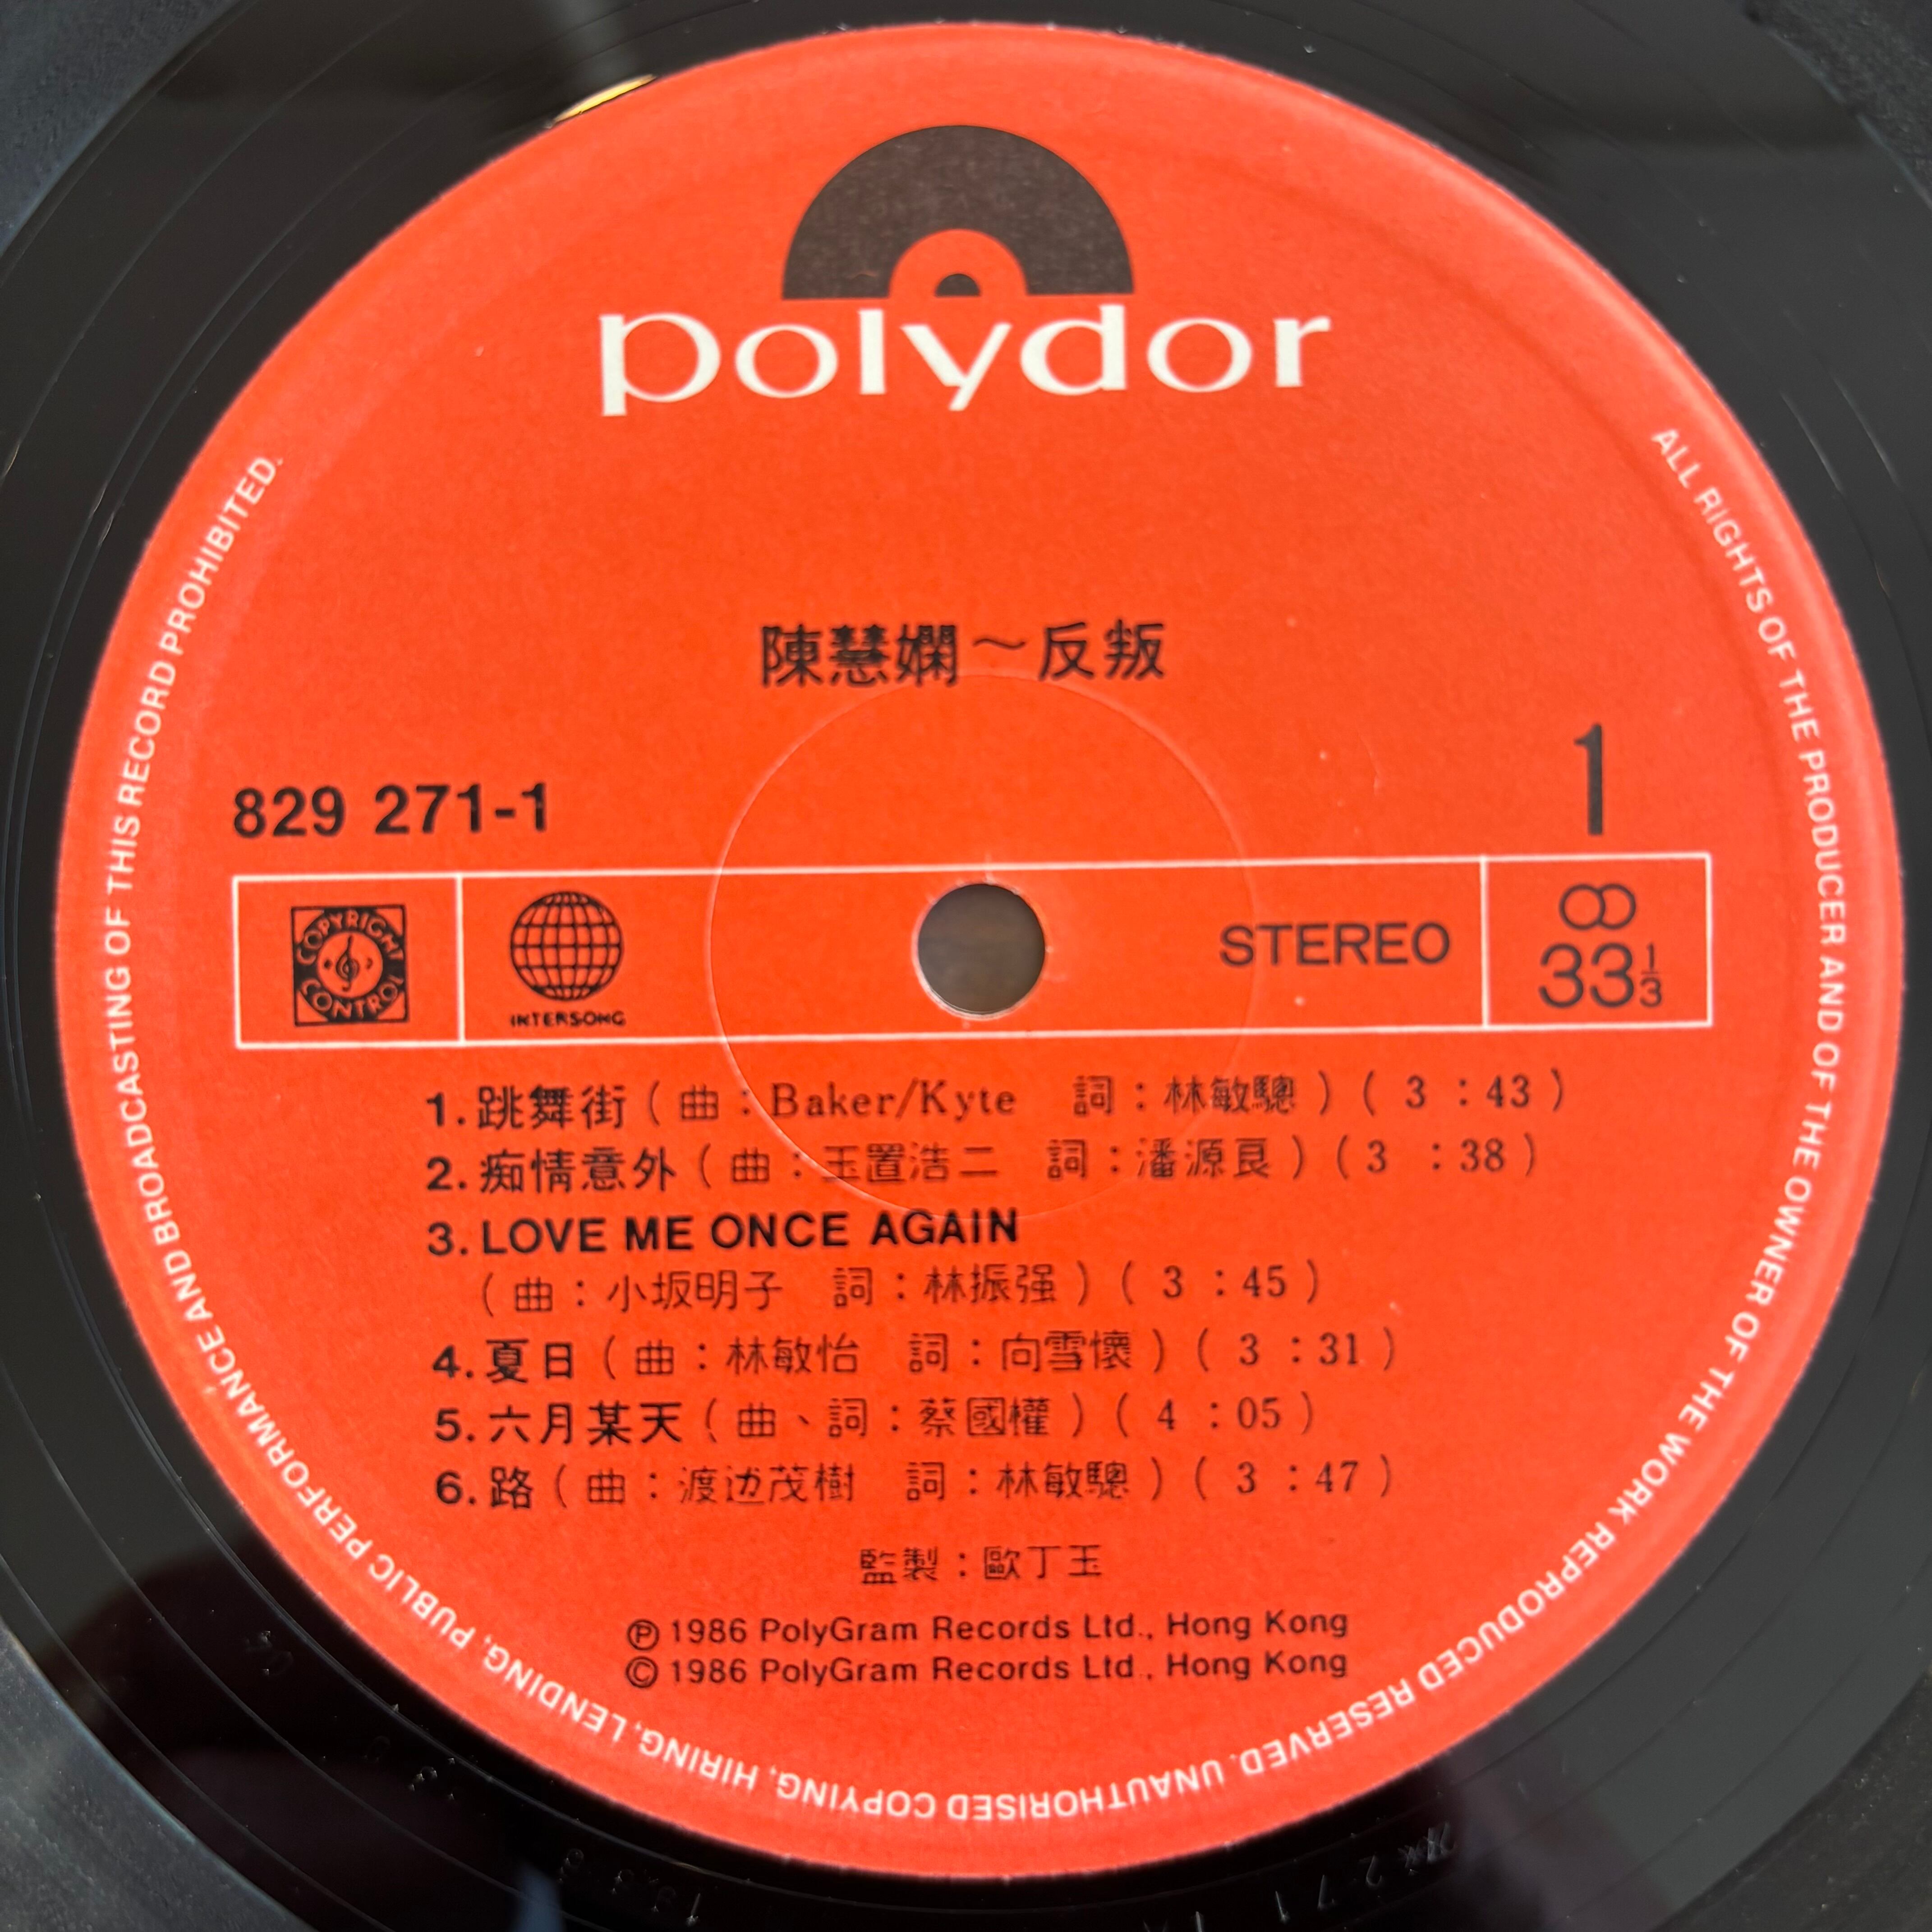 polydor
陳慧嫻～反叛
829 271-1
1
COPYRIGHT CONTROL
INTERSONG
STEREO
33 1/3
1. 跳舞街 ( 曲：Baker/Kyte 詞：林敏驄 ) ( 3 : 43 )
2. 痴情意外 ( 曲：玉置浩二 詞：潘源良 ) ( 3 : 38 )
3. LOVE ME ONCE AGAIN
( 曲：小坂明子 詞：林振强 ) ( 3 : 45 )
4. 夏日 ( 曲：林敏怡 詞：向雪懷 ) ( 3 : 31 )
5. 六月某天 ( 曲、詞：蔡國權 ) ( 4 : 05 )
6. 路 ( 曲：渡边茂樹 詞：林敏驄 ) ( 3 : 47 )
監製：歐丁玉
Ⓟ 1986 PolyGram Records Ltd., Hong Kong
© 1986 PolyGram Records Ltd., Hong Kong
ALL RIGHTS OF THE PRODUCER AND OF THE OWNER OF THE WORK REPRODUCED RESERVED. UNAUTHORISED COPYING, HIRING, LENDING, PUBLIC PERFORMANCE AND BROADCASTING OF THIS RECORD PROHIBITED.